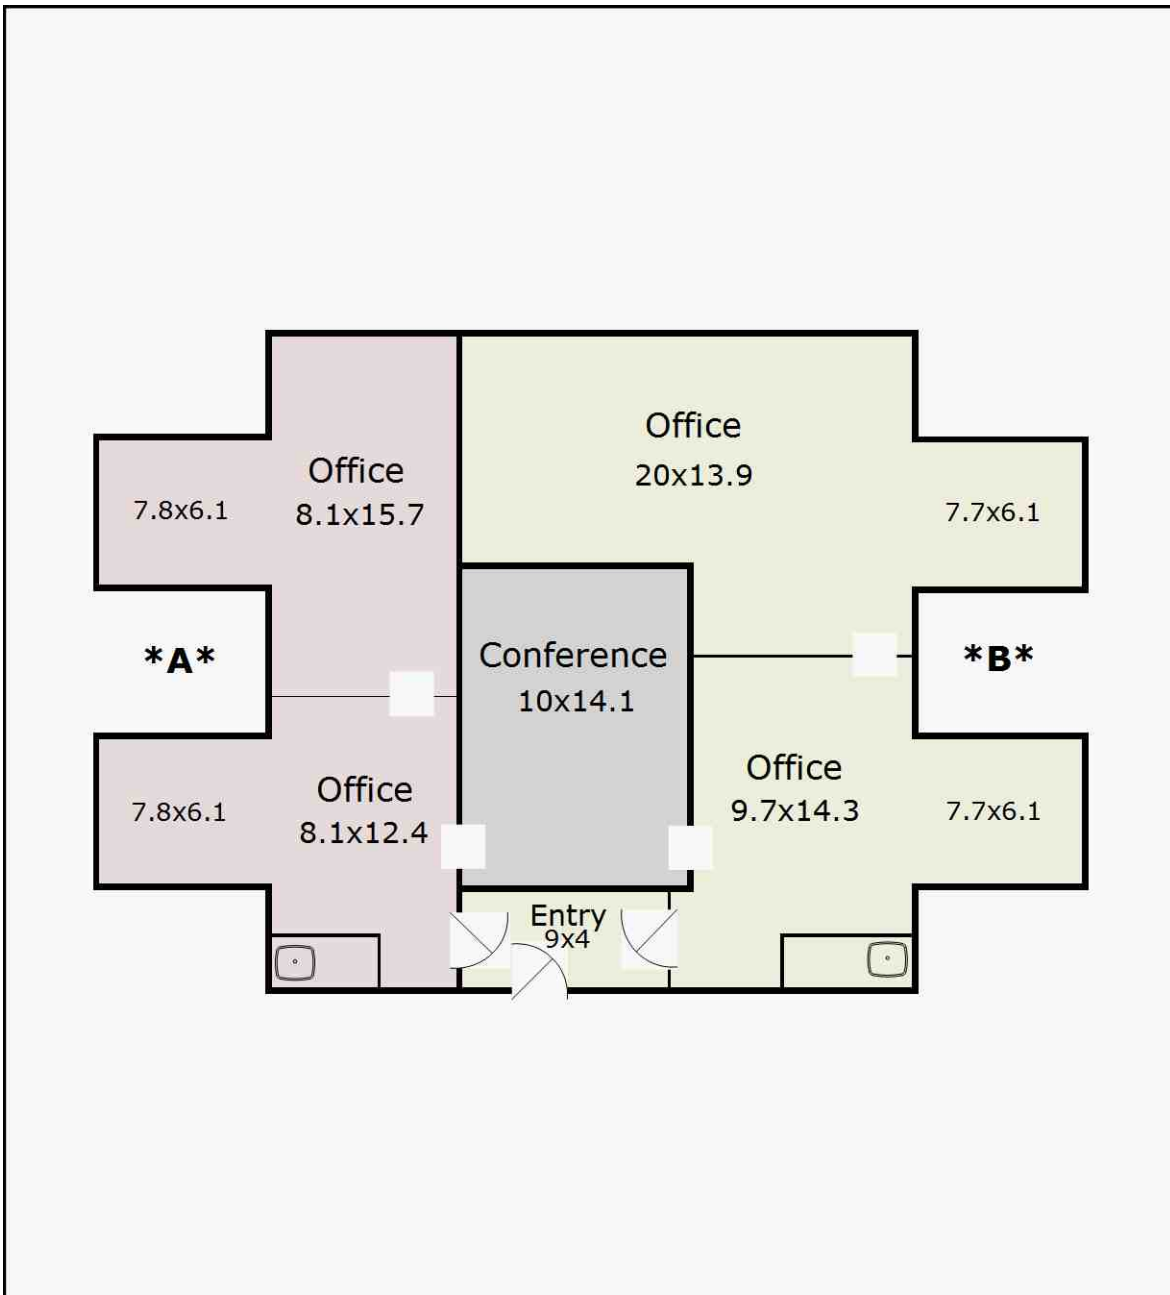 Office
20x13.9
Office
8.1x15.7
7.8x6.1
7.7x6.1
*A*
Conference
10x14.1
*B*
Office
8.1x12.4
7.8x6.1
Office
9.7x14.3
7.7x6.1
Entry
9x4